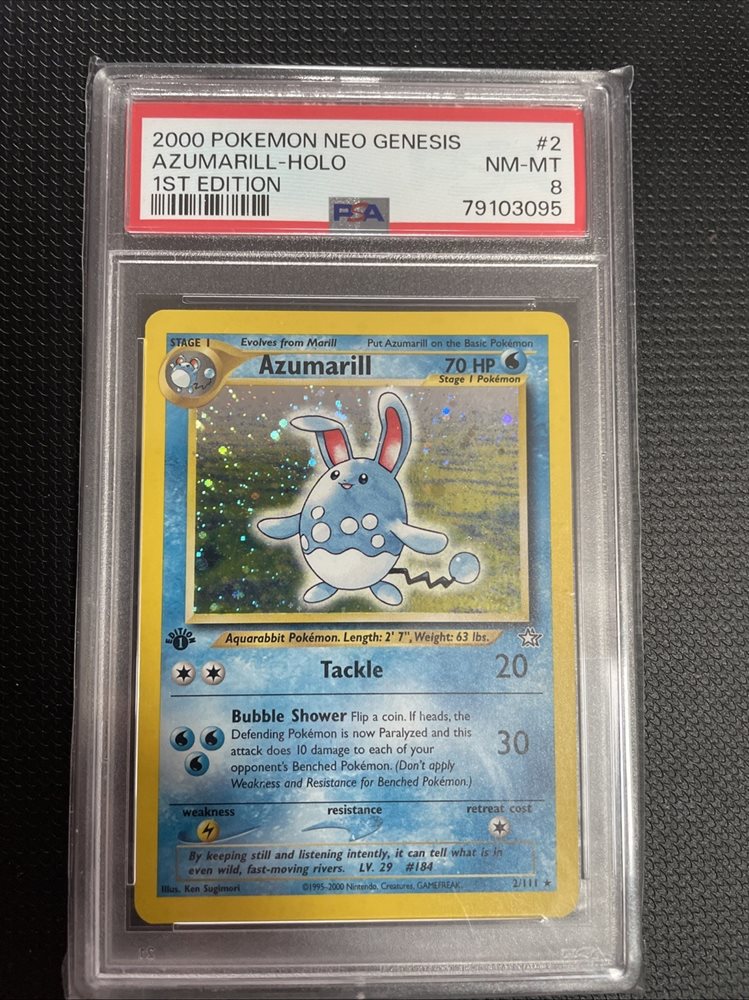 2000 POKEMON NEO GENESIS #2
AZUMARILL-HOLO NM-MT
1ST EDITION 8
PSA 79103095
STAGE 1 Evolves from Marill Put Azumarill on the Basic Pokémon
Azumarill 70 HP
Stage 1 Pokémon
EDITION
1
Aquarabbit Pokémon. Length: 2' 7", Weight: 63 lbs.
Tackle 20
Bubble Shower Flip a coin. If heads, the
Defending Pokémon is now Paralyzed and this
attack does 10 damage to each of your
opponent's Benched Pokémon. (Don't apply
Weakness and Resistance for Benched Pokémon.)
30
weakness resistance retreat cost
By keeping still and listening intently, it can tell what is in
even wild, fast-moving rivers. LV. 29 #184
Illus. Ken Sugimori ©1995-2000 Nintendo, Creatures, GAMEFREAK. 2/111 ★